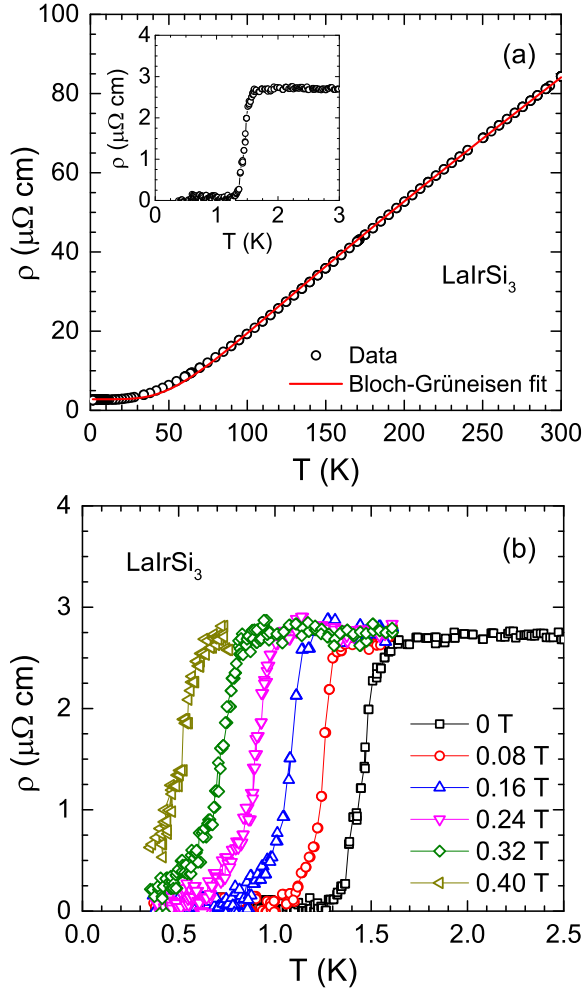 (a)
ρ (μΩ cm)
100
80
60
40
20
0
ρ (μΩ cm)
4
3
2
1
0
0 1 2 3
T (K)
LaIrSi3
Data
Bloch-Grüneisen fit
0 50 100 150 200 250 300
T (K)
(b)
LaIrSi3
ρ (μΩ cm)
4
3
2
1
0
0 T
0.08 T
0.16 T
0.24 T
0.32 T
0.40 T
0.0 0.5 1.0 1.5 2.0 2.5
T (K)